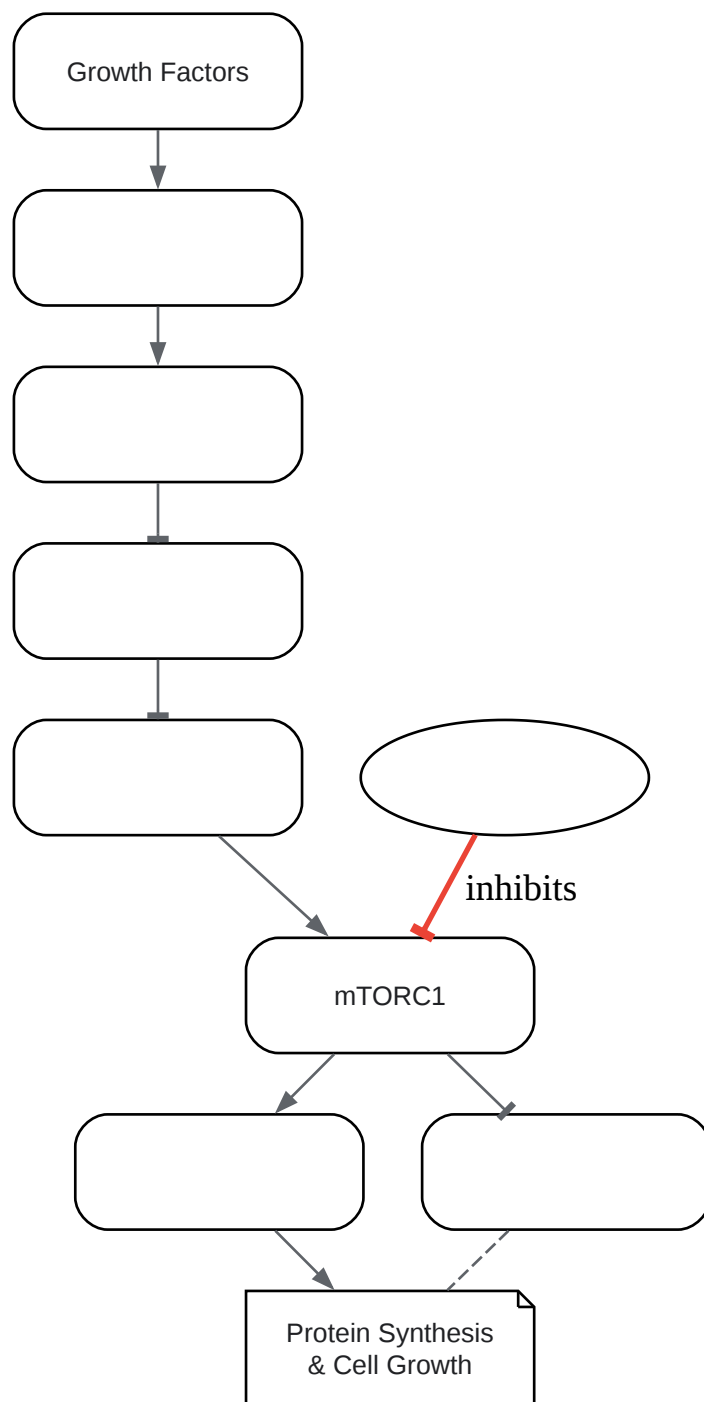 Growth Factors
inhibits
mTORC1
Protein Synthesis
& Cell Growth